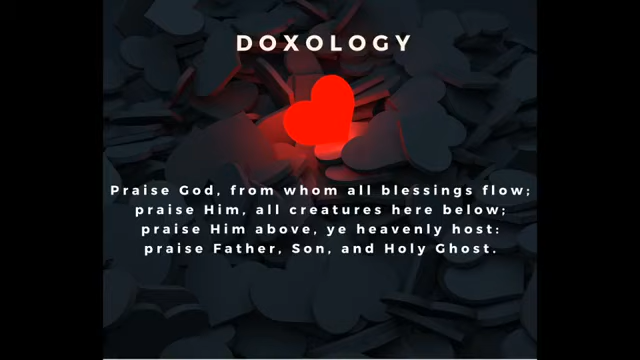 DOXOLOGY
Praise God, from whom all blessings flow;
praise Him, all creatures here below;
praise Him above, ye heavenly host:
praise Father, Son, and Holy Ghost.